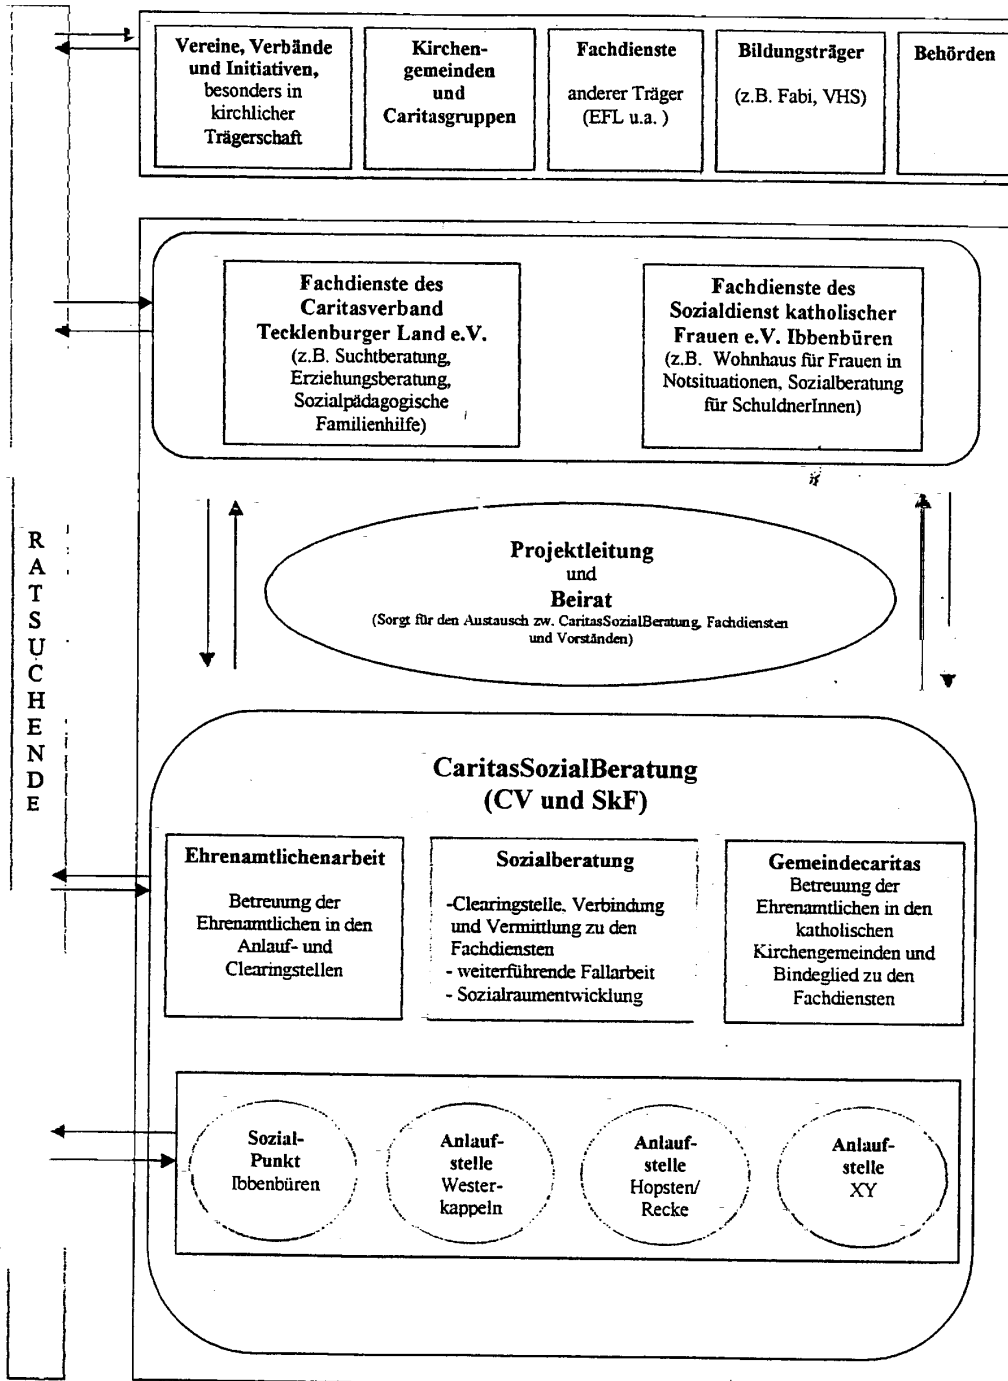 Vereine, Verbände
und Initiativen,
besonders in
kirchlicher
Trägerschaft
Kirchen-
gemeinden
und
Caritasgruppen
Fachdienste
anderer Träger
(EFL u.a. )
Bildungsträger
(z.B. Fabi, VHS)
Behörden
Fachdienste des
Caritasverband
Tecklenburger Land e.V.
(z.B. Suchtberatung,
Erziehungsberatung,
Sozialpädagogische
Familienhilfe)
Fachdienste des
Sozialdienst katholischer
Frauen e.V. Ibbenbüren
(z.B. Wohnhaus für Frauen in
Notsituationen, Sozialberatung
für SchuldnerInnen)
RATSUCHENDE
Projektleitung
und
Beirat
(Sorgt für den Austausch zw. CaritasSozialBeratung, Fachdiensten
und Vorständen)
CaritasSozialBeratung
(CV und SkF)
Ehrenamtlichenarbeit
Betreuung der
Ehrenamtlichen in den
Anlauf- und
Clearingstellen
Sozialberatung
-Clearingstelle, Verbindung
und Vermittlung zu den
Fachdiensten
- weiterführende Fallarbeit
- Sozialraumentwicklung
Gemeindecaritas
Betreuung der
Ehrenamtlichen in den
katholischen
Kirchengemeinden und
Bindeglied zu den
Fachdiensten
Sozial-
Punkt
Ibbenbüren
Anlauf-
stelle
Wester-
kappeln
Anlauf-
stelle
Hopsten/
Recke
Anlauf-
stelle
XY